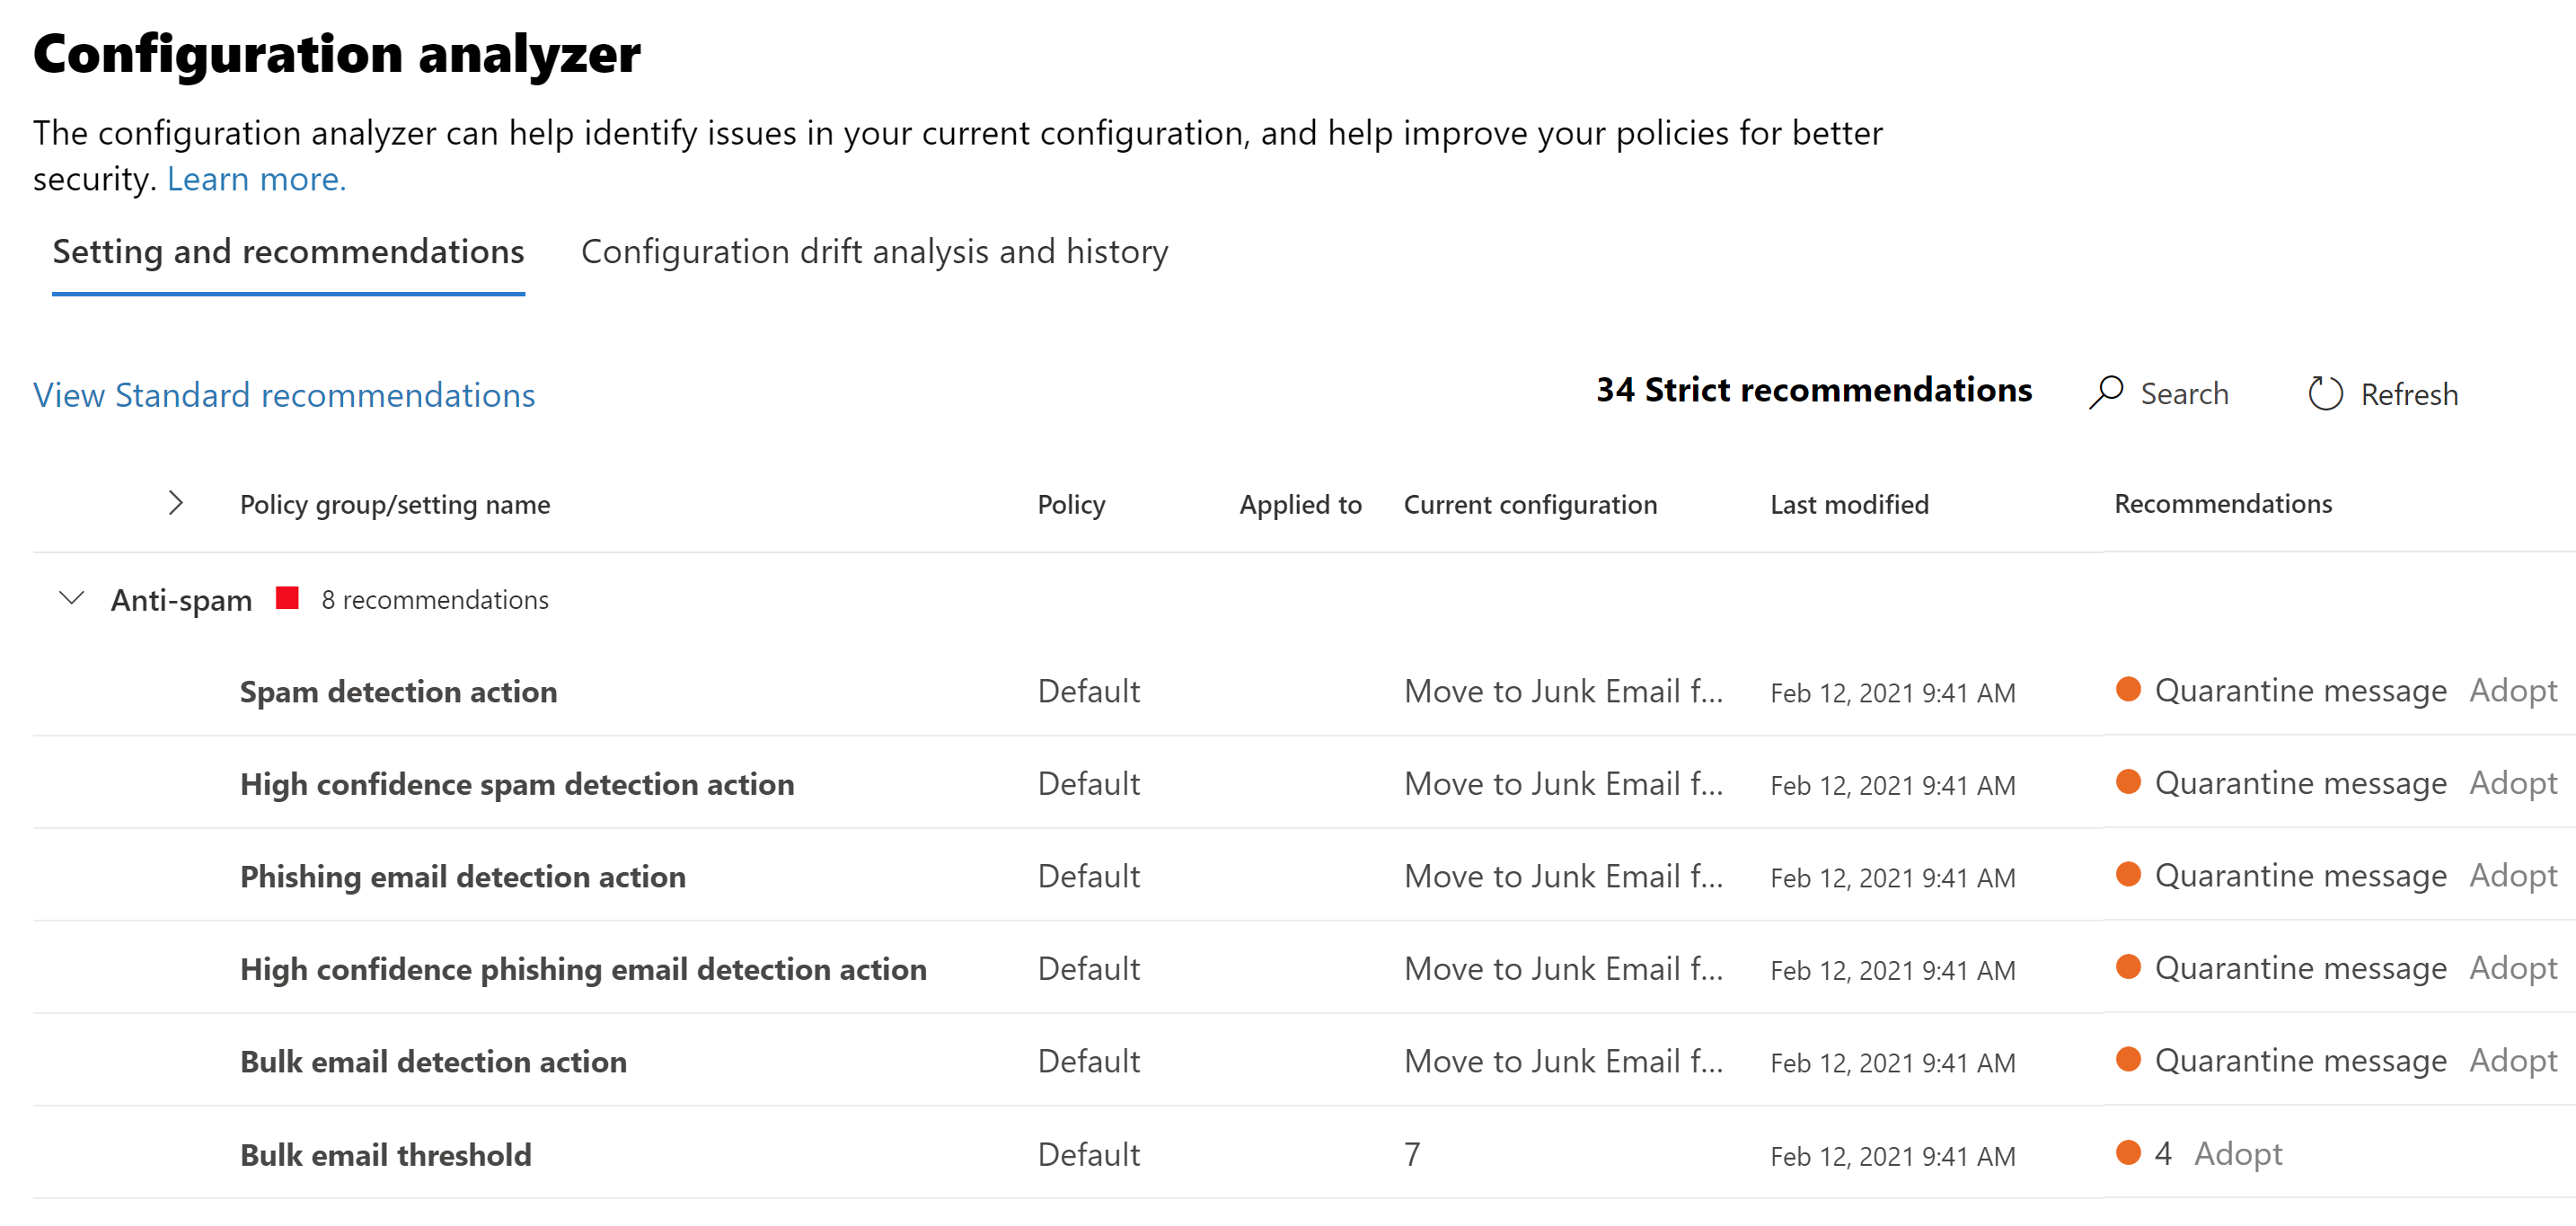 Configuration analyzer
The configuration analyzer can help identify issues in your current configuration, and help improve your policies for better
security. Learn more.
Setting and recommendations Configuration drift analysis and history
View Standard recommendations 34 Strict recommendations Search Refresh
Policy group/setting name Policy Applied to Current configuration Last modified Recommendations
Anti-spam 8 recommendations
Spam detection action Default Move to Junk Email f... Feb 12, 2021 9:41 AM Quarantine message Adopt
High confidence spam detection action Default Move to Junk Email f... Feb 12, 2021 9:41 AM Quarantine message Adopt
Phishing email detection action Default Move to Junk Email f... Feb 12, 2021 9:41 AM Quarantine message Adopt
High confidence phishing email detection action Default Move to Junk Email f... Feb 12, 2021 9:41 AM Quarantine message Adopt
Bulk email detection action Default Move to Junk Email f... Feb 12, 2021 9:41 AM Quarantine message Adopt
Bulk email threshold Default 7 Feb 12, 2021 9:41 AM 4 Adopt